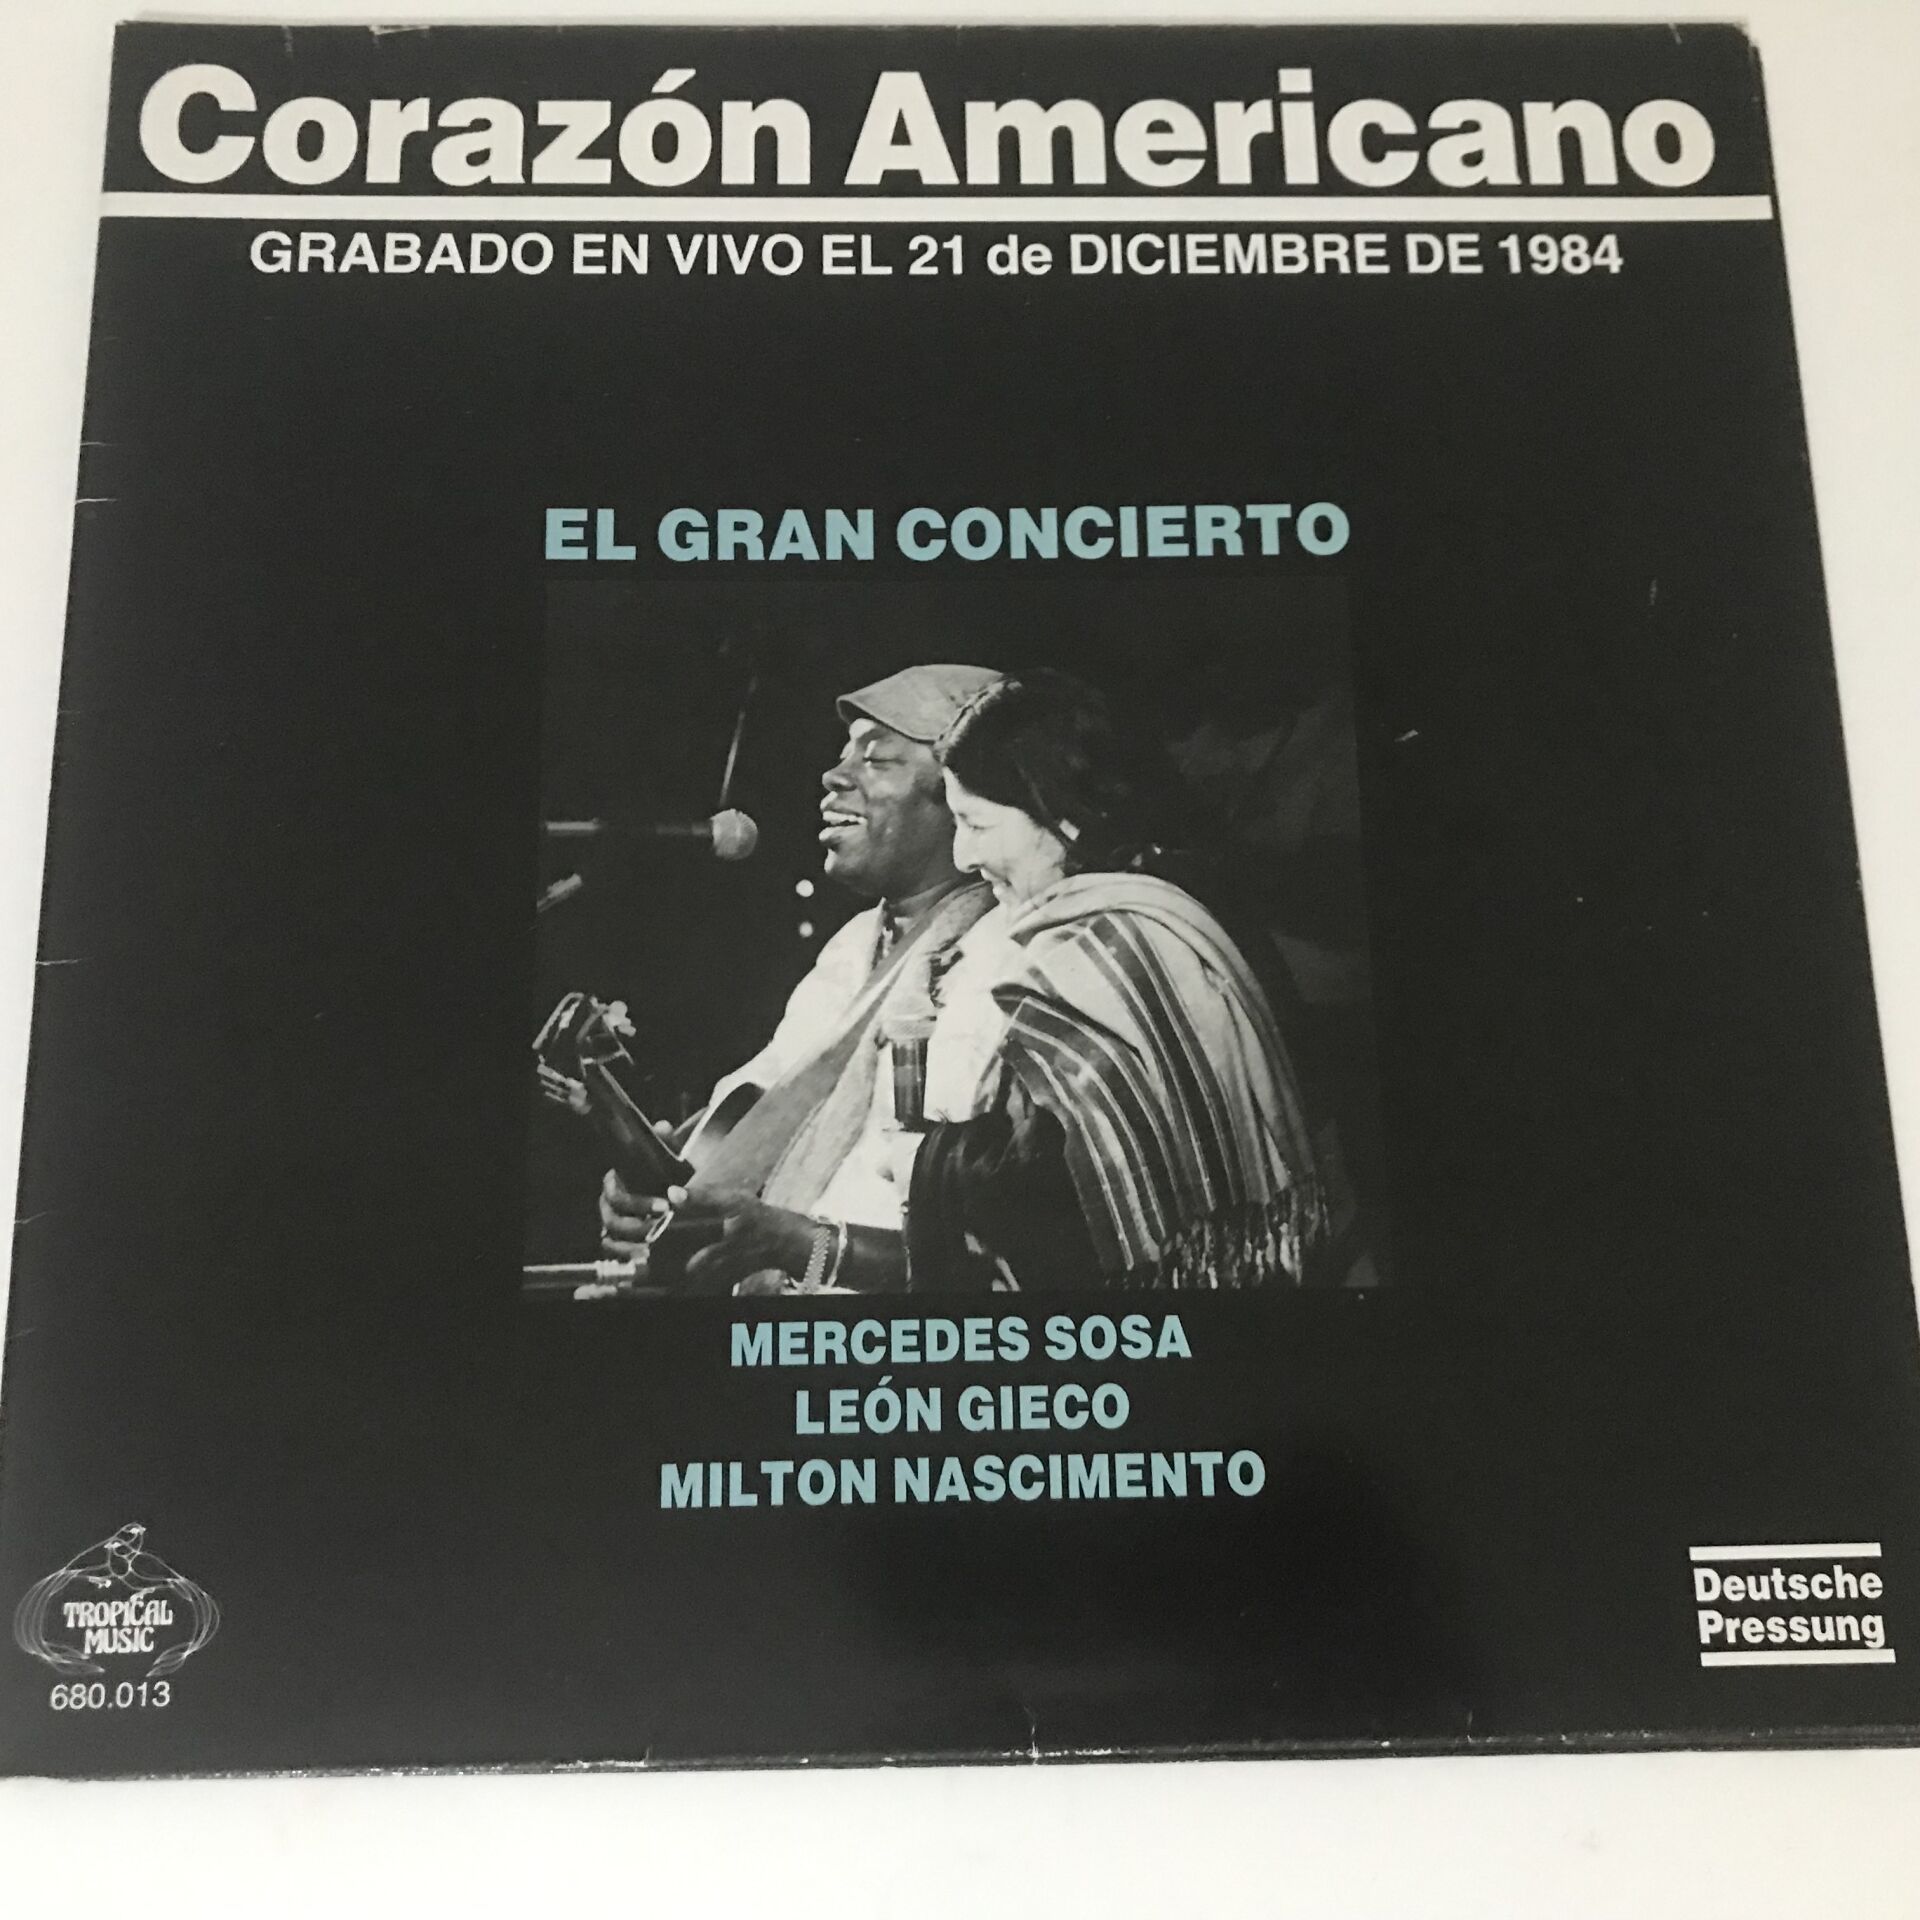 Corazón Americano
GRABADO EN VIVO EL 21 de DICIEMBRE DE 1984
EL GRAN CONCIERTO
MERCEDES SOSA
LEÓN GIECO
MILTON NASCIMENTO
TROPICAL
MUSIC
680.013
Deutsche
Pressung